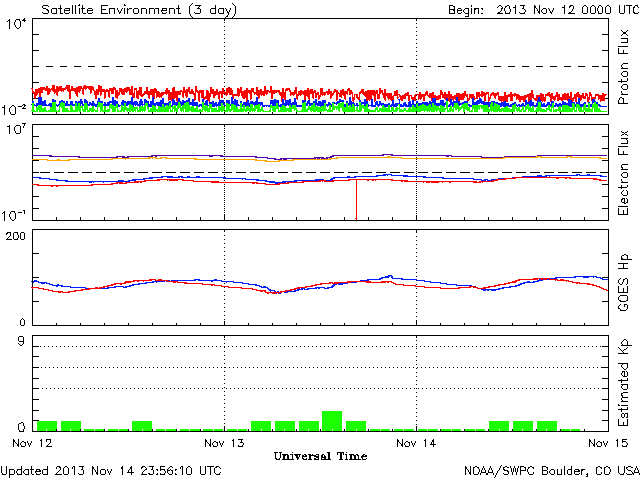 Satellite Environment (3 day) Begin: 2013 Nov 12 0000 UTC
10^4
10^-2
Proton Flux
10^7
10^-1
Electron Flux
200
0
GOES Hp
9
0
Estimated Kp
Nov 12 Nov 13 Nov 14 Nov 15
Universal Time
Updated 2013 Nov 14 23:56:10 UTC NOAA/SWPC Boulder, CO USA